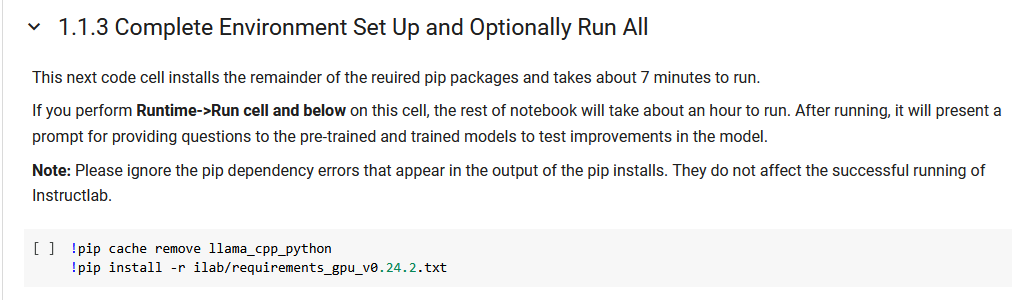 1.1.3 Complete Environment Set Up and Optionally Run All
This next code cell installs the remainder of the reuired pip packages and takes about 7 minutes to run.
If you perform Runtime->Run cell and below on this cell, the rest of notebook will take about an hour to run. After running, it will present a
prompt for providing questions to the pre-trained and trained models to test improvements in the model.
Note: Please ignore the pip dependency errors that appear in the output of the pip installs. They do not affect the successful running of
Instructlab.
[ ] !pip cache remove llama_cpp_python
!pip install -r ilab/requirements_gpu_v0.24.2.txt